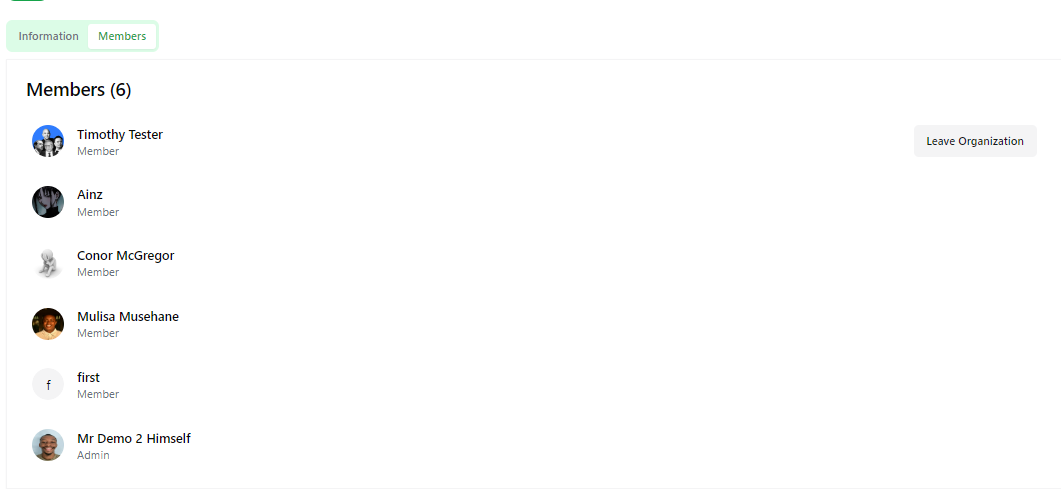 Information
Members
Members (6)
Timothy Tester
Member
Leave Organization
Ainz
Member
Conor McGregor
Member
Mulisa Musehane
Member
f
first
Member
Mr Demo 2 Himself
Admin